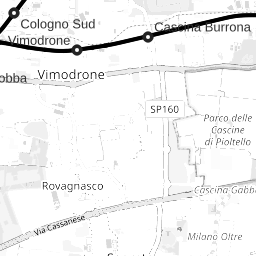 Cologno Sud
Vimodrone
Cascina Burrona
obba
Vimodrone
SP160
Parco delle
Cascine
di Pioltello
Rovagnasco
Cascina Gabba
Via Cassanese
Milano Oltre